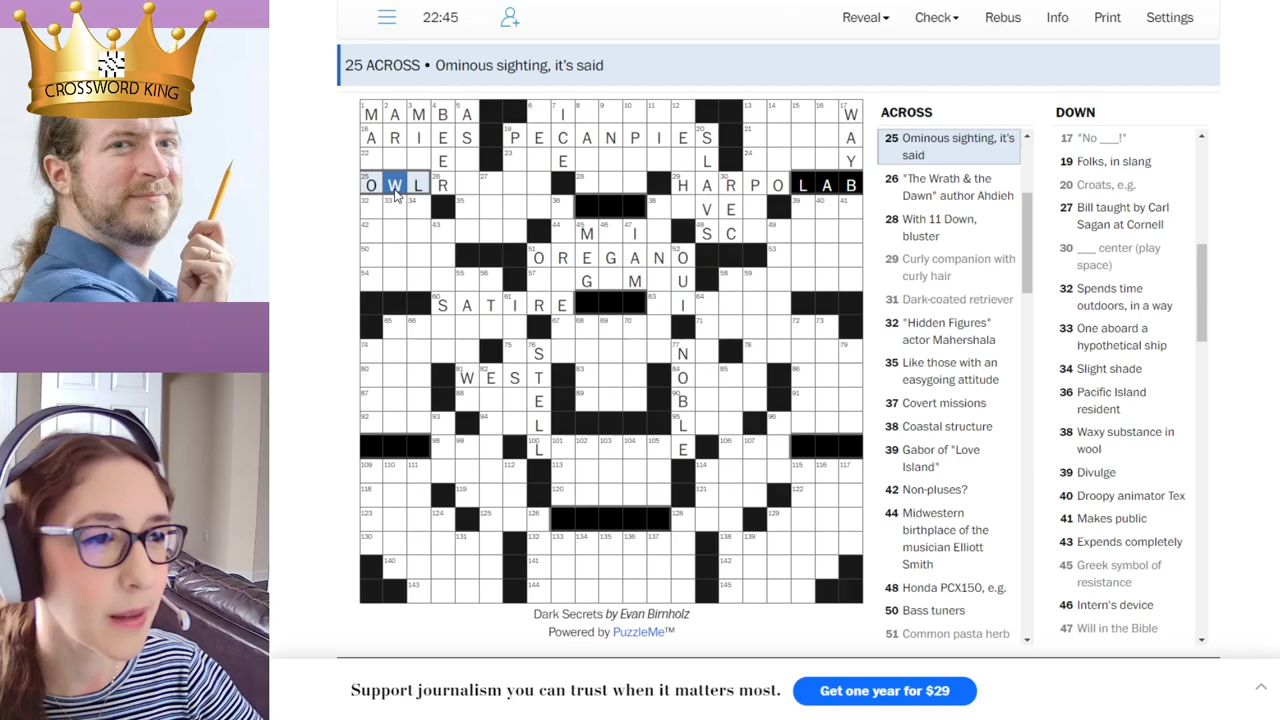 CROSSWORD KING
22:45
Reveal Check Rebus Info Print Settings
25 ACROSS • Ominous sighting, it's said
MAMBA
W
ARIES
PECANPIES
OWLR
HARPO
LAB
OREGANO
SATIRE
WEST
Dark Secrets by Evan Birnholz
Powered by PuzzleMe™
ACROSS
25 Ominous sighting, it's
said
26 "The Wrath & the
Dawn" author Ahdieh
28 With 11 Down,
bluster
29 Curly companion with
curly hair
31 Dark-coated retriever
32 "Hidden Figures"
actor Mahershala
35 Like those with an
easygoing attitude
37 Covert missions
38 Coastal structure
39 Gabor of "Love
Island"
42 Non-pluses?
44 Midwestern
birthplace of the
musician Elliott
Smith
48 Honda PCX150, e.g.
50 Bass tuners
51 Common pasta herb
DOWN
17 "No ___!"
19 Folks, in slang
20 Croats, e.g.
27 Bill taught by Carl
Sagan at Cornell
30 ___ center (play
space)
32 Spends time
outdoors, in a way
33 One aboard a
hypothetical ship
34 Slight shade
36 Pacific Island
resident
38 Waxy substance in
wool
39 Divulge
40 Droopy animator Tex
41 Makes public
43 Expends completely
45 Greek symbol of
resistance
46 Intern's device
47 Will in the Bible
Support journalism you can trust when it matters most.
Get one year for $29